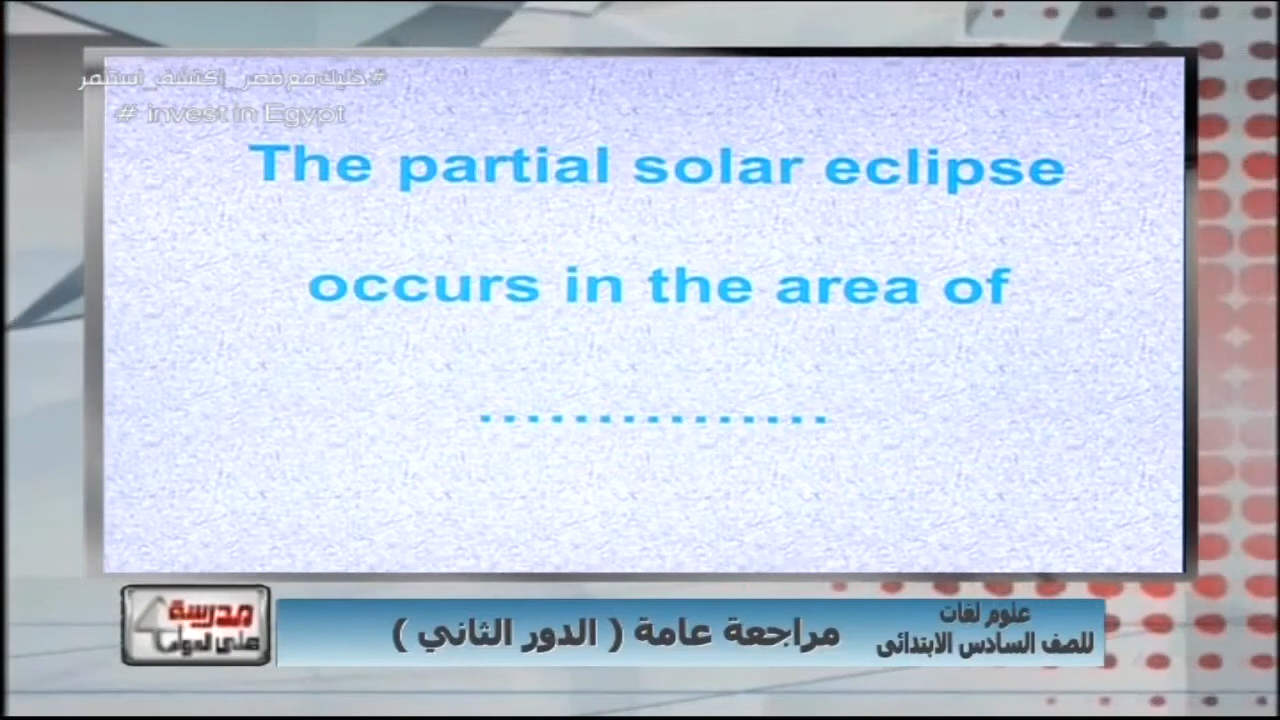 #خليك_مع_مصر_إكتشف_إستثمر
# invest in Egypt
The partial solar eclipse
occurs in the area of
...............
علوم لغات
للصف السادس الابتدائى
مراجعة عامة ( الدور الثاني )
مدرسة
على الهواء